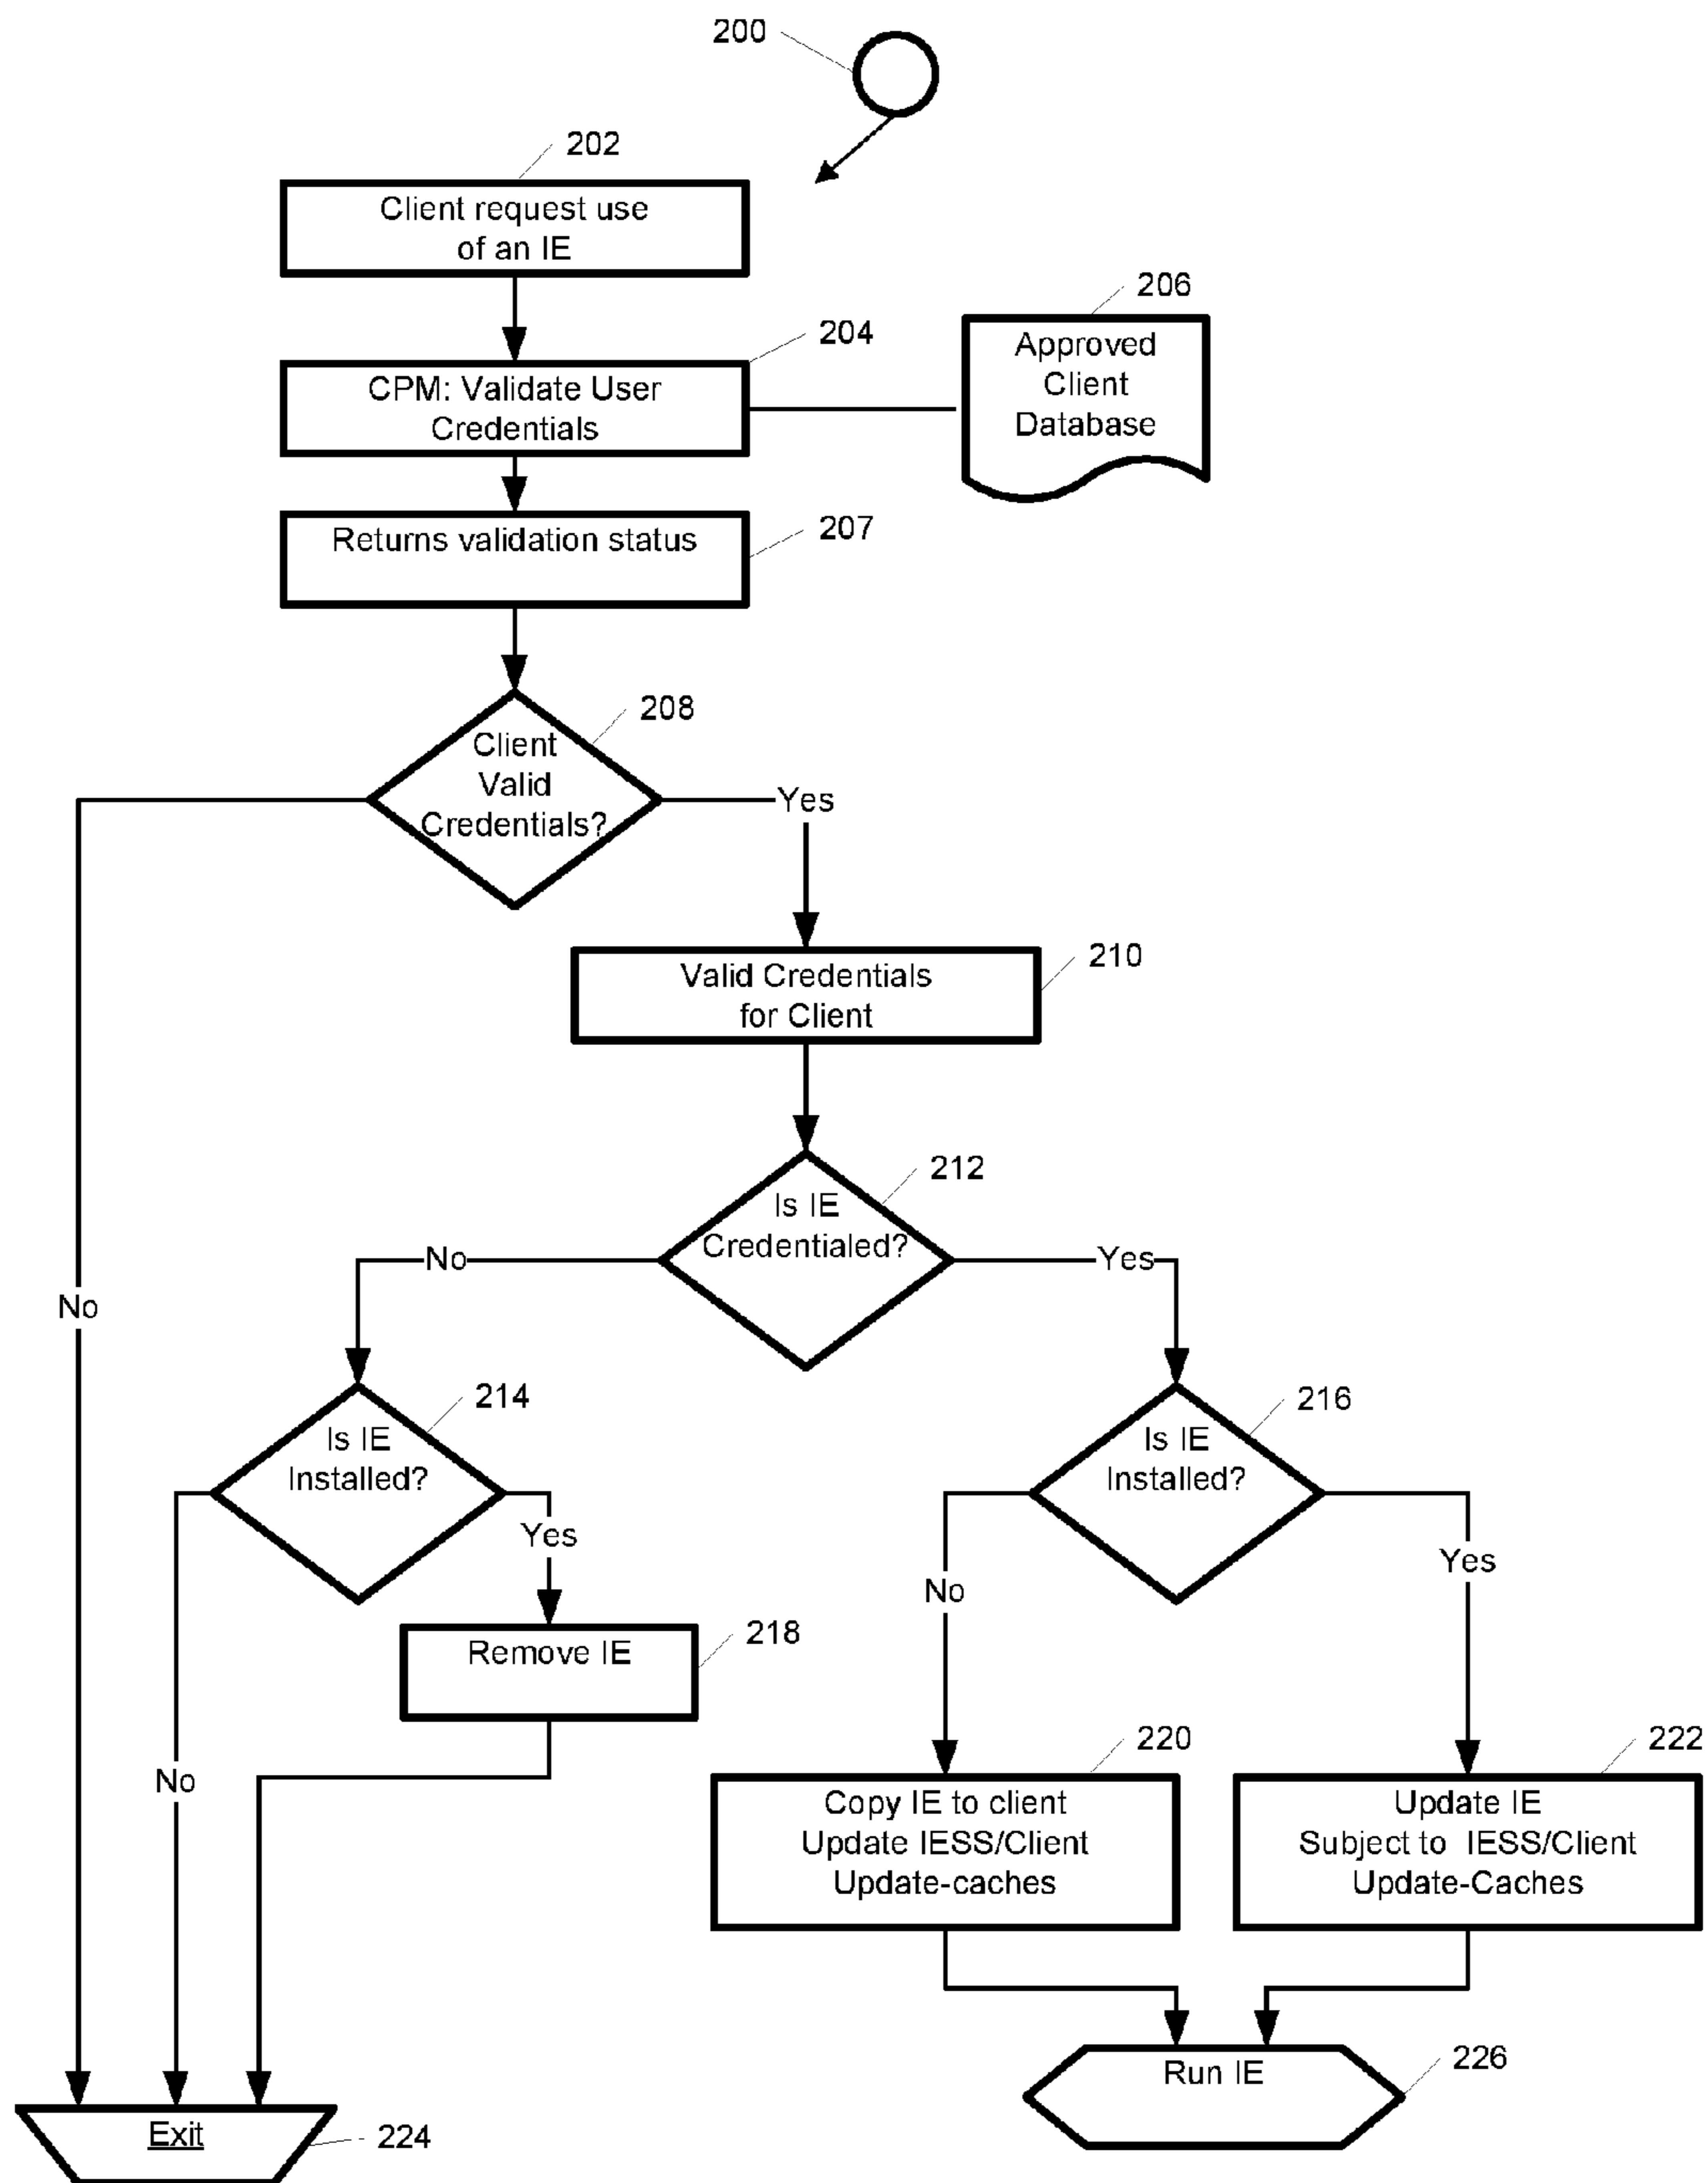 200
202
Client request use
of an IE
206
Approved
Client
Database
204
CPM: Validate User
Credentials
Returns validation status
207
208
Client
Valid
Credentials?
Yes
210
Valid Credentials
for Client
212
Is IE
Credentialed?
No
Yes
No
214
Is IE
Installed?
216
Is IE
Installed?
Yes
No
Yes
218
Remove IE
No
220
Copy IE to client
Update IESS/Client
Update-caches
222
Update IE
Subject to IESS/Client
Update-Caches
Run IE
226
Exit
224